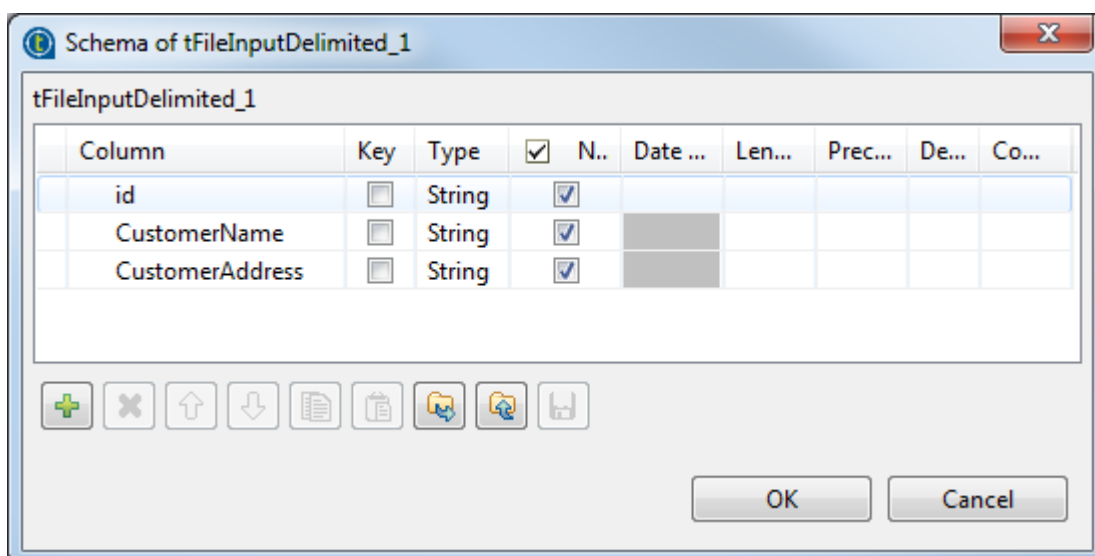 Schema of tFileInputDelimited_1
tFileInputDelimited_1
Column Key Type N.. Date ... Len... Prec... De... Co...
id String
CustomerName String
CustomerAddress String
OK Cancel